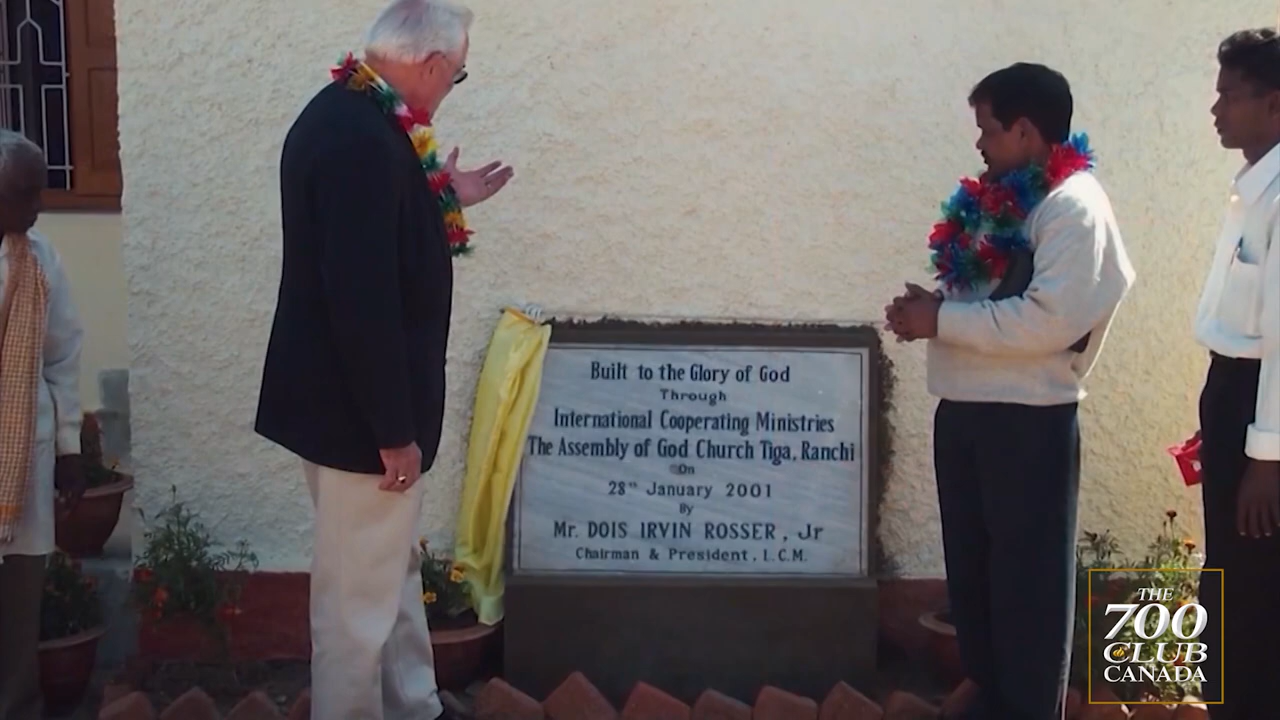 Built to the Glory of God
Through
International Cooperating Ministries
The Assembly of God Church Tiga, Ranchi
On
28th January 2001
By
Mr. DOIS IRVIN ROSSER, Jr
Chairman & President, I.C.M.
THE
700
CLUB
CANADA